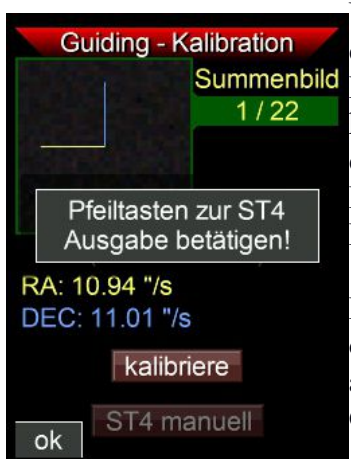 Guiding - Kalibration
Summenbild
1 / 22
Pfeiltasten zur ST4
Ausgabe betätigen!
RA: 10.94 "/s
DEC: 11.01 "/s
kalibriere
ST4 manuell
ok